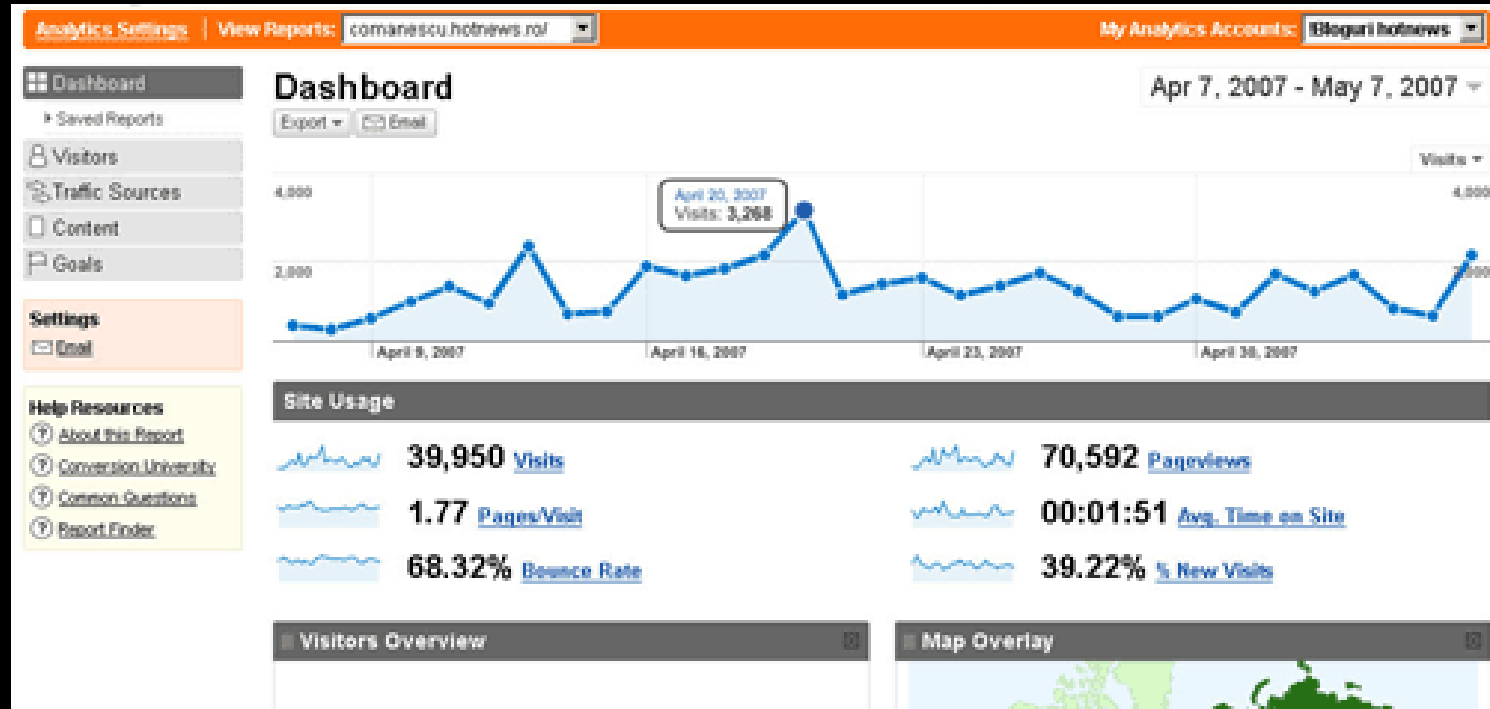 Analytics Settings | View Reports: comanescu.hotnews.ro/ My Analytics Accounts: Bloguri hotnews
Dashboard
Saved Reports
Visitors
Traffic Sources
Content
Goals
Settings
Email
Help Resources
About this Report
Conversion University
Common Questions
Report Finder
Dashboard
Apr 7, 2007 - May 7, 2007
Export Email
Visits
4,000 4,000
April 20, 2007
Visits: 3,268
2,000 2,000
April 9, 2007 April 16, 2007 April 23, 2007 April 30, 2007
Site Usage
39,950 Visits
70,592 Pageviews
1.77 Pages/Visit
00:01:51 Avg. Time on Site
68.32% Bounce Rate
39.22% % New Visits
Visitors Overview
Map Overlay